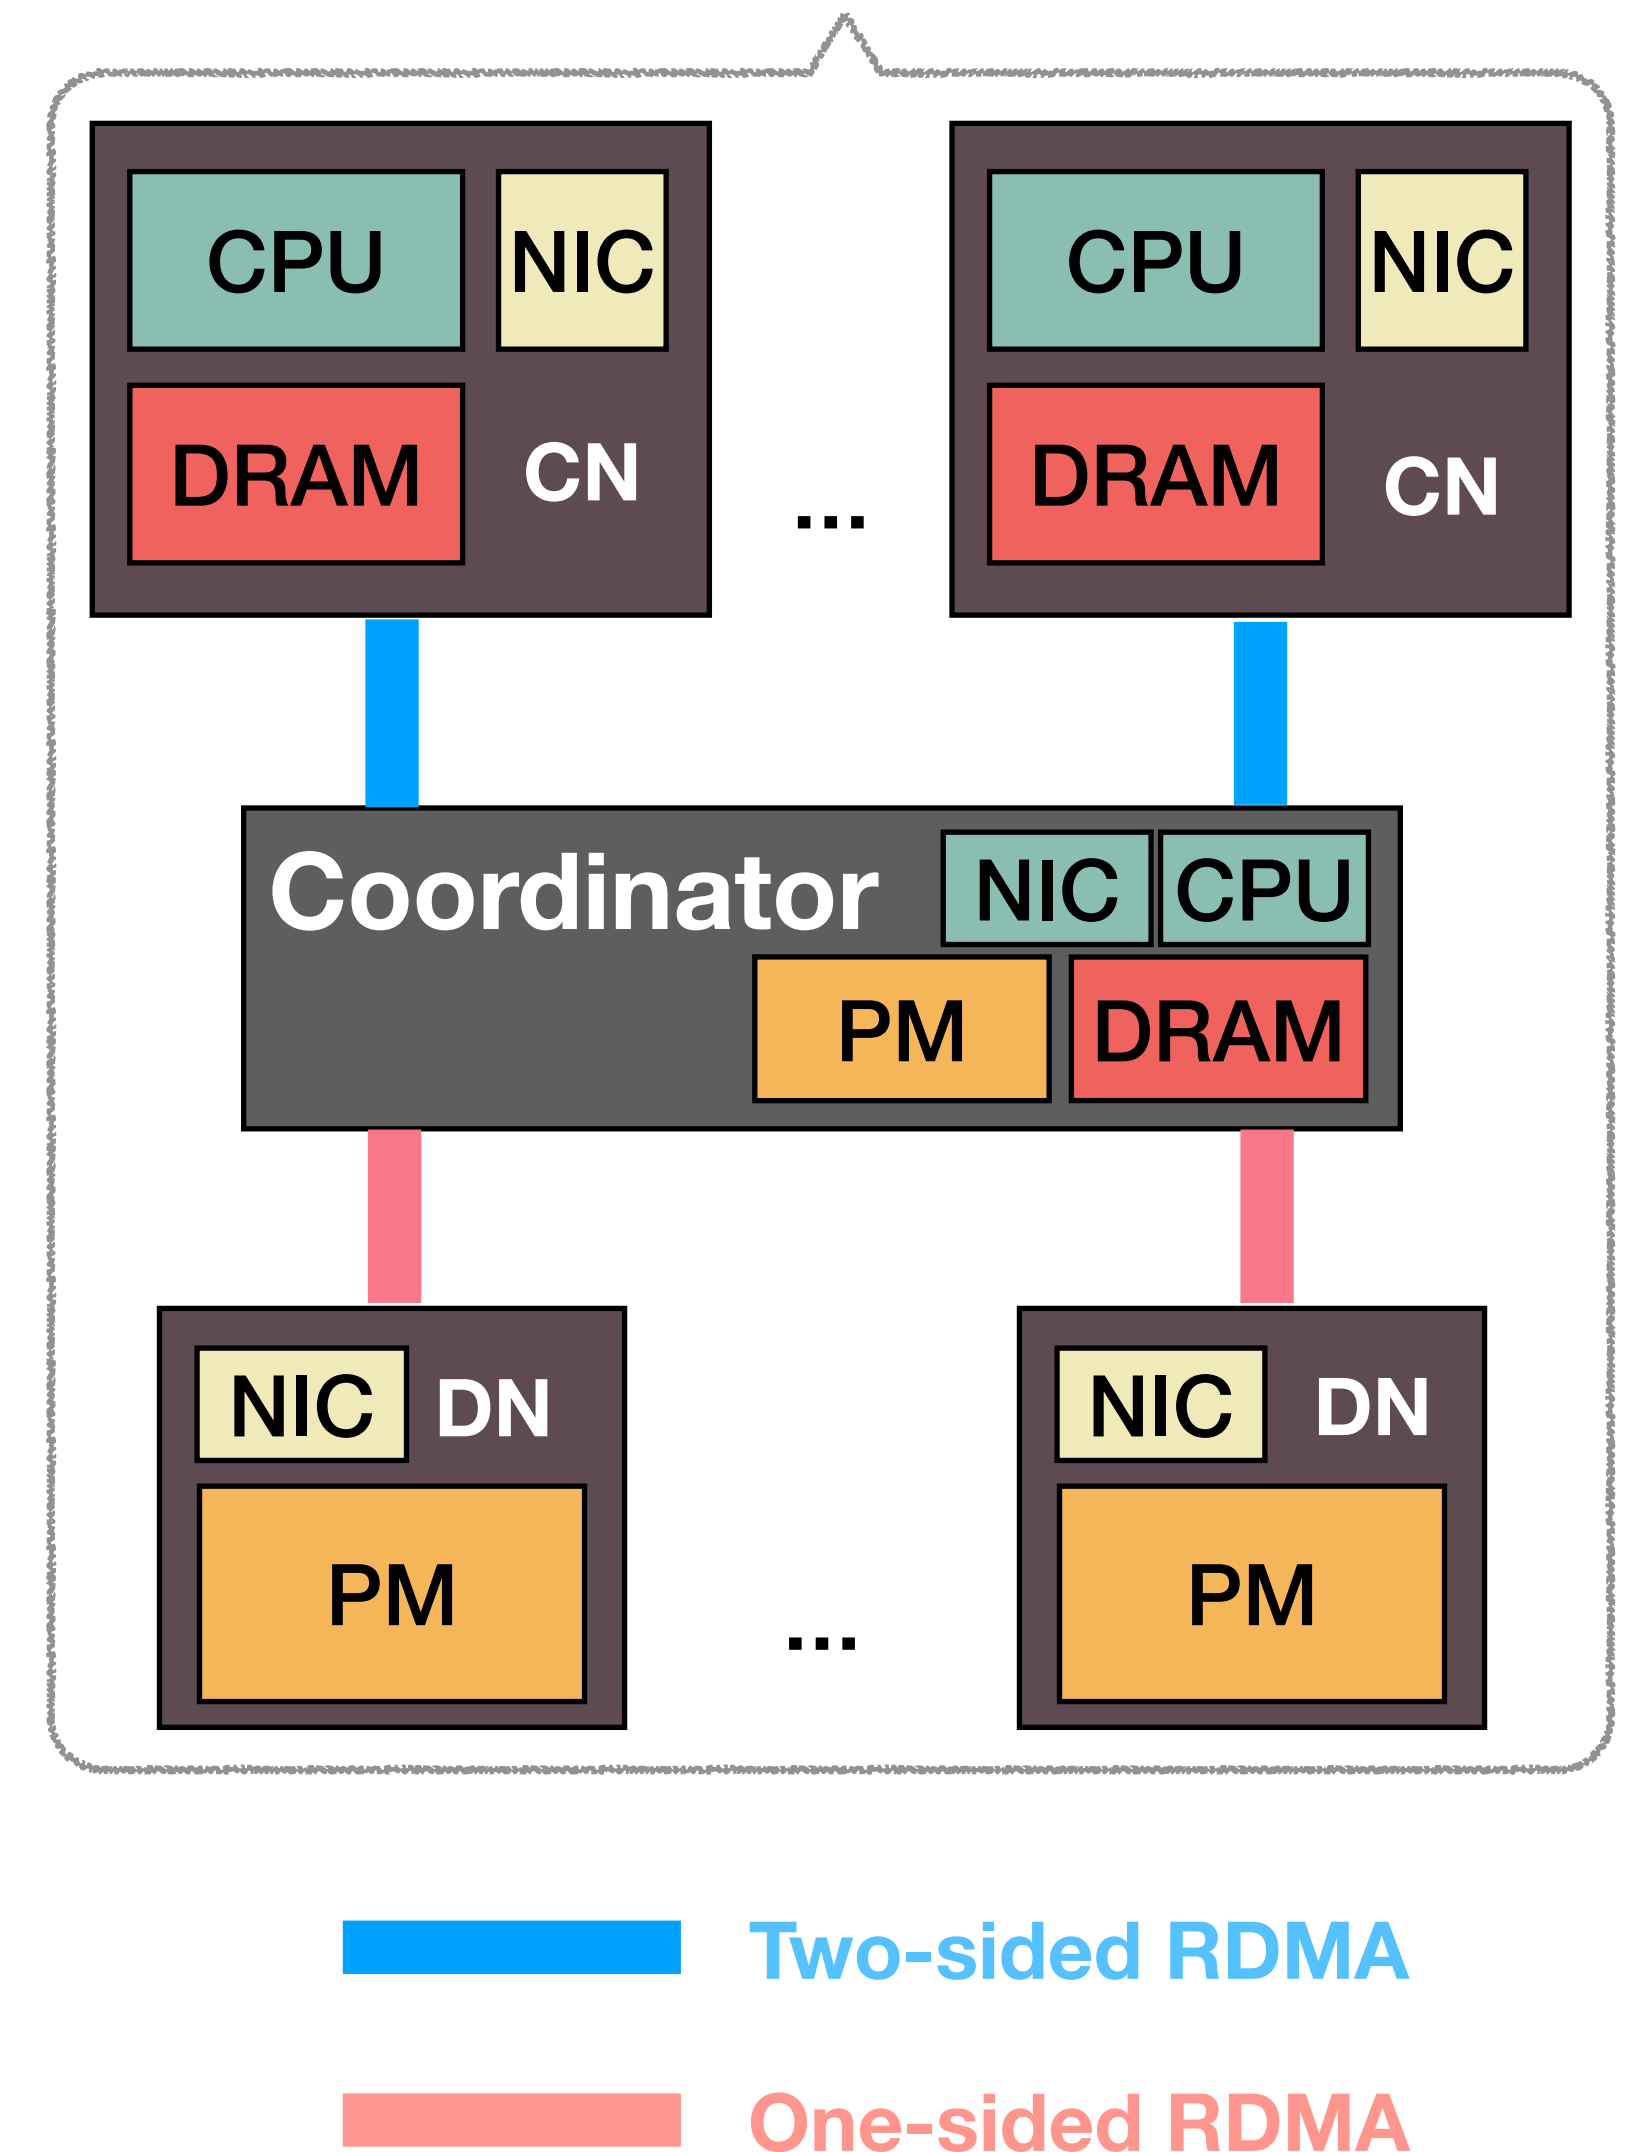 CPU NIC
DRAM CN
...
CPU NIC
DRAM CN
Coordinator NIC CPU
PM DRAM
NIC DN
PM
...
NIC DN
PM
Two-sided RDMA
One-sided RDMA